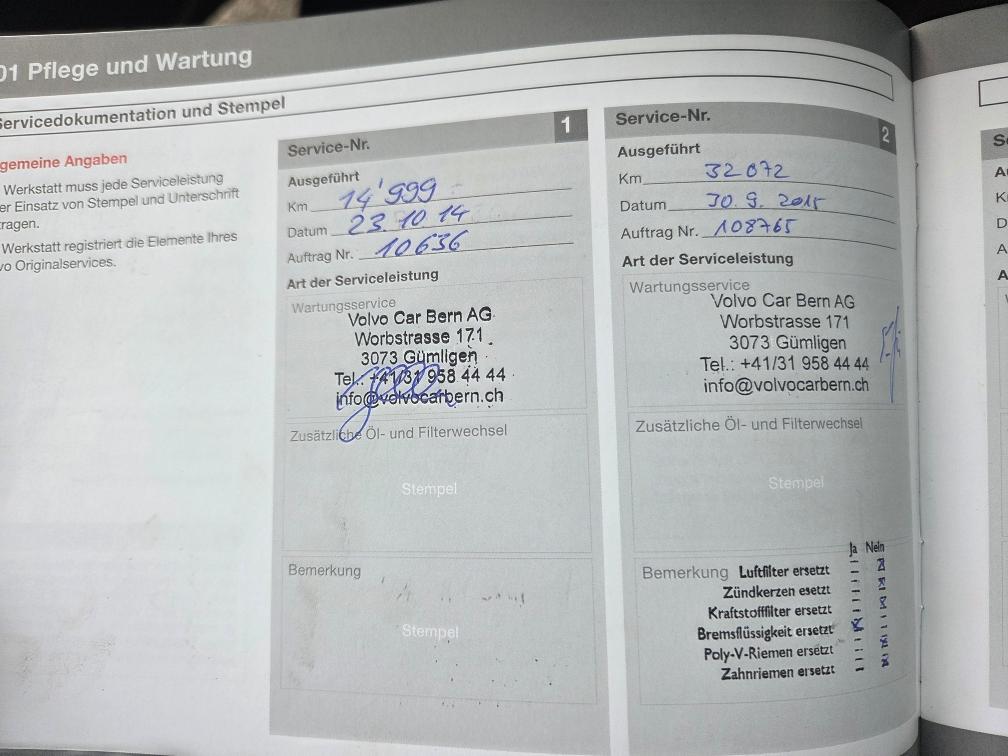 01 Pflege und Wartung
Servicedokumentation und Stempel
gemeine Angaben
Werkstatt muss jede Serviceleistung
er Einsatz von Stempel und Unterschrift
ragen.
Werkstatt registriert die Elemente Ihres
vo Originalservices.
Service-Nr. 1
Ausgeführt
Km 14'999
Datum 23.10 14
Auftrag Nr. 10636
Art der Serviceleistung
Wartungsservice
Volvo Car Bern AG
Worbstrasse 171
3073 Gümligen
Tel.: +41/31 958 44 44
info@volvocarbern.ch
Zusätzliche Öl- und Filterwechsel
Stempel
Bemerkung
Stempel
Service-Nr. 2
Ausgeführt
Km 32 072
Datum 30. 9. 2015
Auftrag Nr. 108765
Art der Serviceleistung
Wartungsservice
Volvo Car Bern AG
Worbstrasse 171
3073 Gümligen
Tel.: +41/31 958 44 44
info@volvocarbern.ch
Zusätzliche Öl- und Filterwechsel
Stempel
Ja Nein
Bemerkung Luftfilter ersetzt
Zündkerzen esetzt
Kraftstofffilter ersetzt
Bremsflüssigkeit ersetzt
Poly-V-Riemen ersetzt
Zahnriemen ersetzt